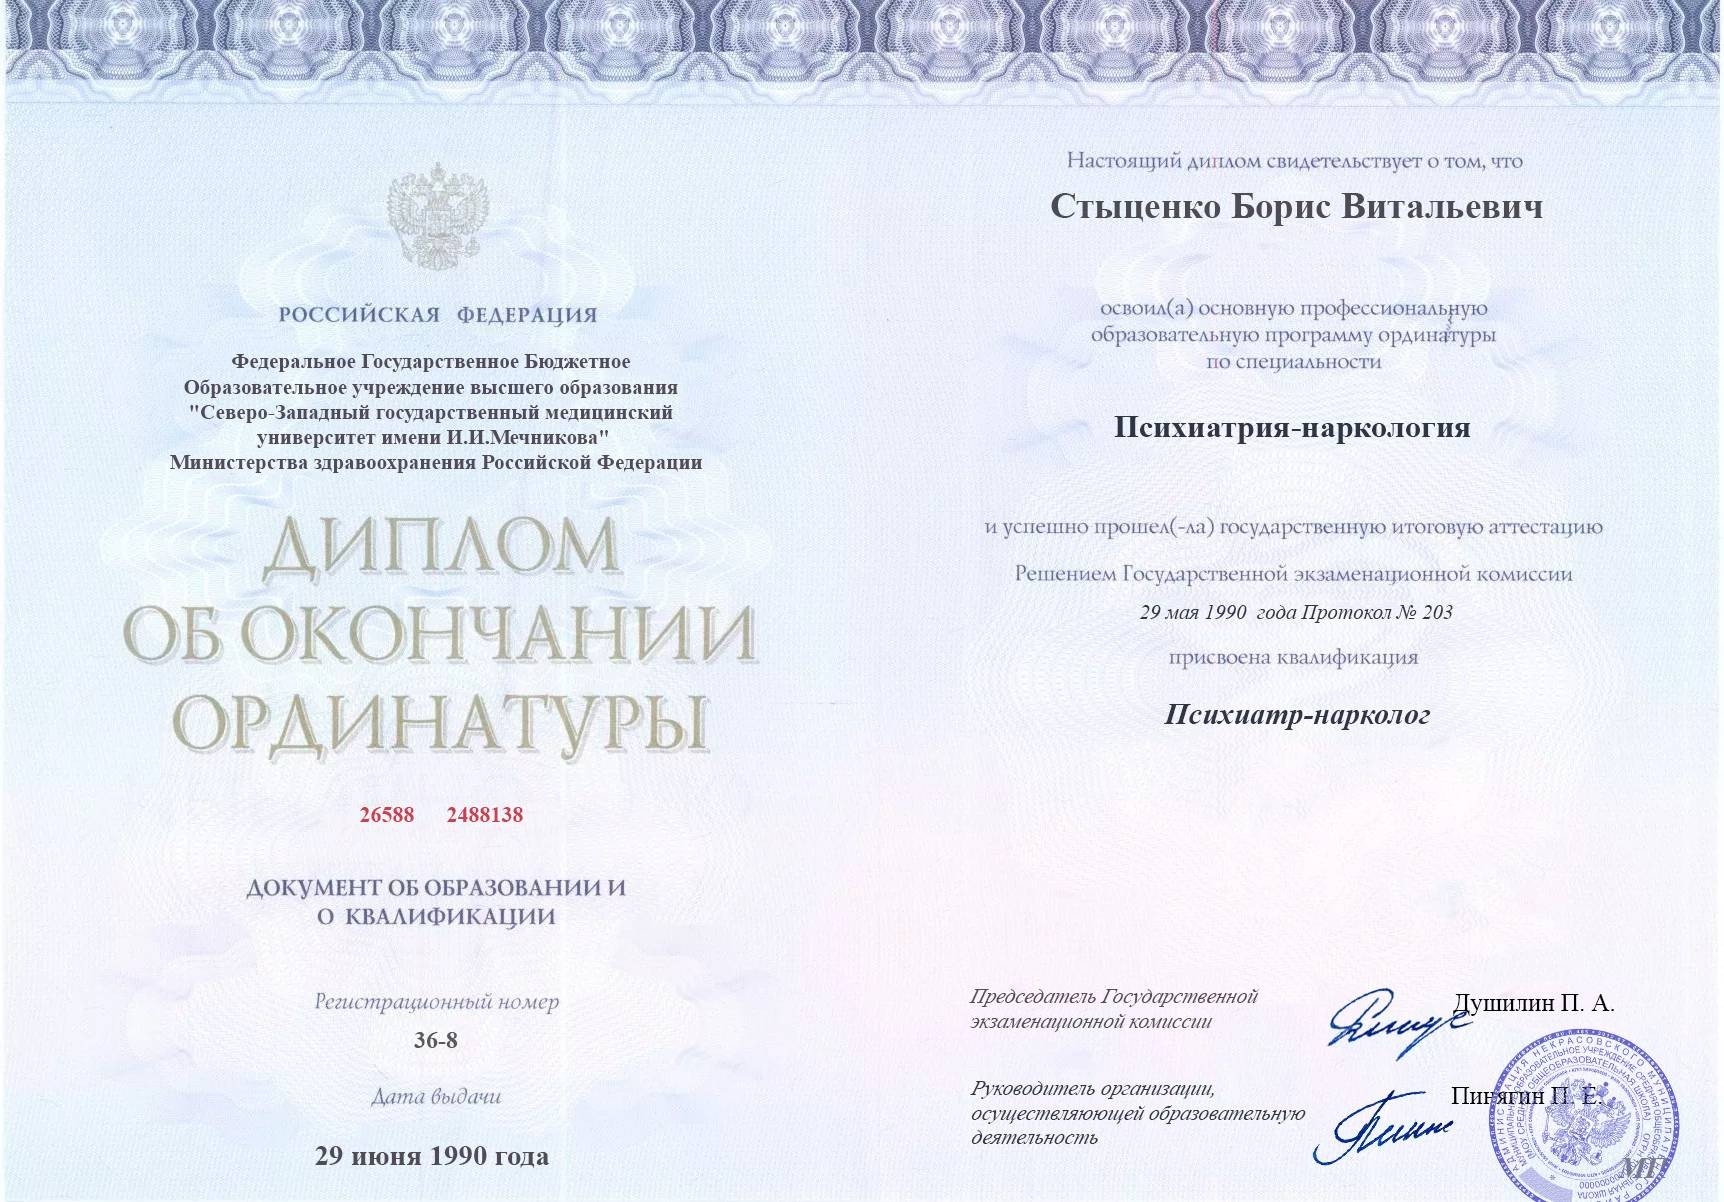 РОССИЙСКАЯ ФЕДЕРАЦИЯ
Федеральное Государственное Бюджетное
Образовательное учреждение высшего образования
"Северо-Западный государственный медицинский
университет имени И.И.Мечникова"
Министерства здравоохранения Российской Федерации
ДИПЛОМ
ОБ ОКОНЧАНИИ
ОРДИНАТУРЫ
26588 2488138
ДОКУМЕНТ ОБ ОБРАЗОВАНИИ И
О КВАЛИФИКАЦИИ
Регистрационный номер
36-8
Дата выдачи
29 июня 1990 года
Настоящий диплом свидетельствует о том, что
Стыценко Борис Витальевич
освоил(а) основную профессиональную
образовательную программу ординатуры
по специальности
Психиатрия-наркология
и успешно прошел(-ла) государственную итоговую аттестацию
Решением Государственной экзаменационной комиссии
29 мая 1990 года Протокол № 203
присвоена квалификация
Психиатр-нарколог
Председатель Государственной
экзаменационной комиссии
Душилин П. А.
Руководитель организации,
осуществляющей образовательную
деятельность
Пинягин П. Е.
МП